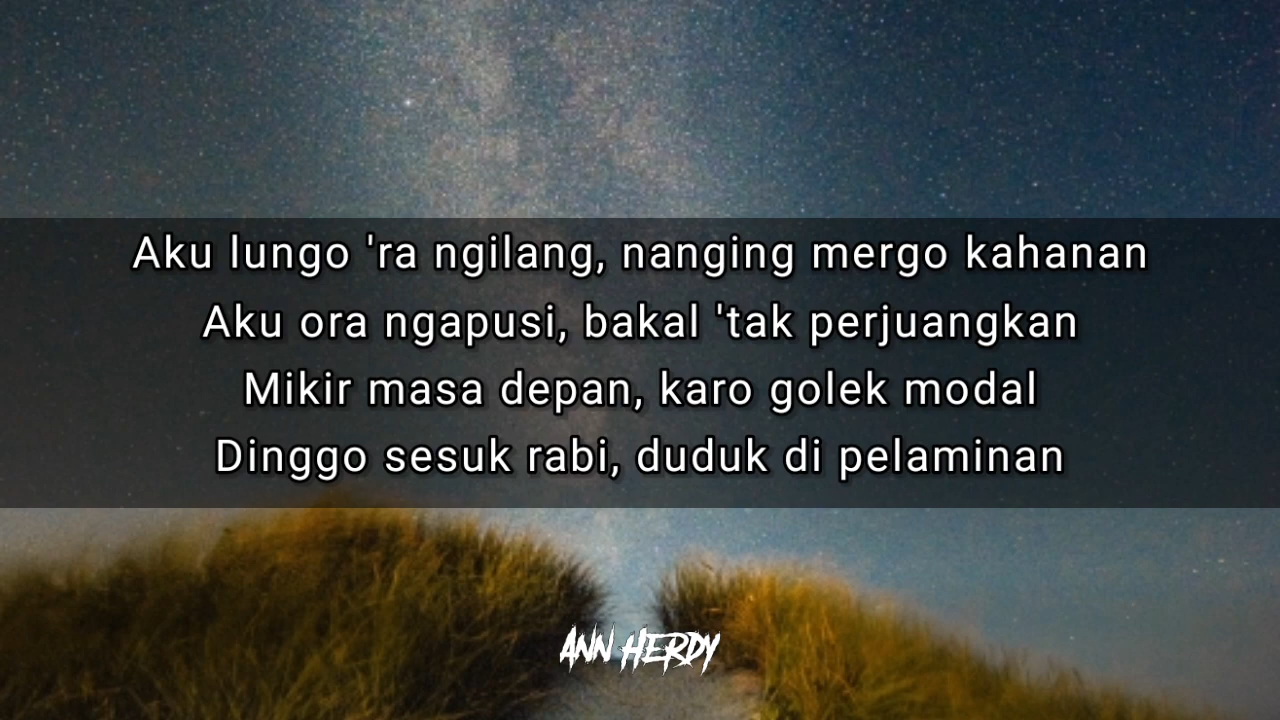 Aku lungo 'ra ngilang, nanging mergo kahanan
Aku ora ngapusi, bakal 'tak perjuangkan
Mikir masa depan, karo golek modal
Dinggo sesuk rabi, duduk di pelaminan
ANN HERDY